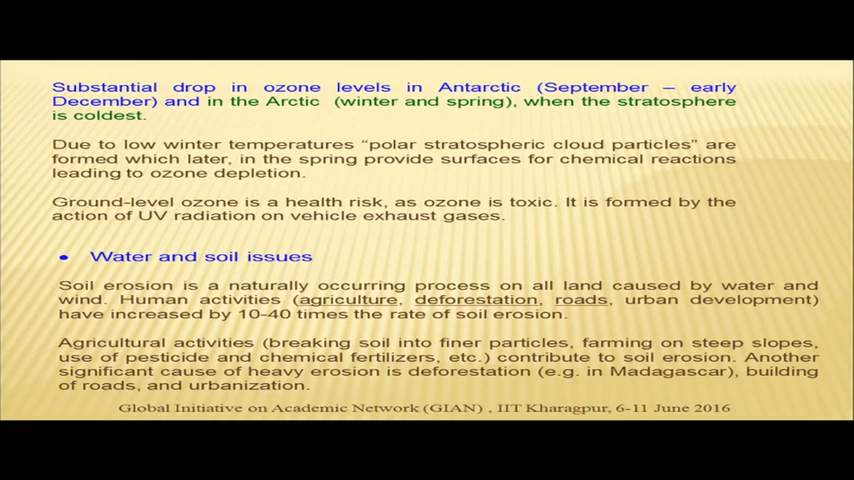 Substantial drop in ozone levels in Antarctic (September – early
December) and in the Arctic (winter and spring), when the stratosphere
is coldest.
Due to low winter temperatures “polar stratospheric cloud particles” are
formed which later, in the spring provide surfaces for chemical reactions
leading to ozone depletion.
Ground-level ozone is a health risk, as ozone is toxic. It is formed by the
action of UV radiation on vehicle exhaust gases.
● Water and soil issues
Soil erosion is a naturally occurring process on all land caused by water and
wind. Human activities (agriculture, deforestation, roads, urban development)
have increased by 10-40 times the rate of soil erosion.
Agricultural activities (breaking soil into finer particles, farming on steep slopes,
use of pesticide and chemical fertilizers, etc.) contribute to soil erosion. Another
significant cause of heavy erosion is deforestation (e.g. in Madagascar), building
of roads, and urbanization.
Global Initiative on Academic Network (GIAN) , IIT Kharagpur, 6-11 June 2016